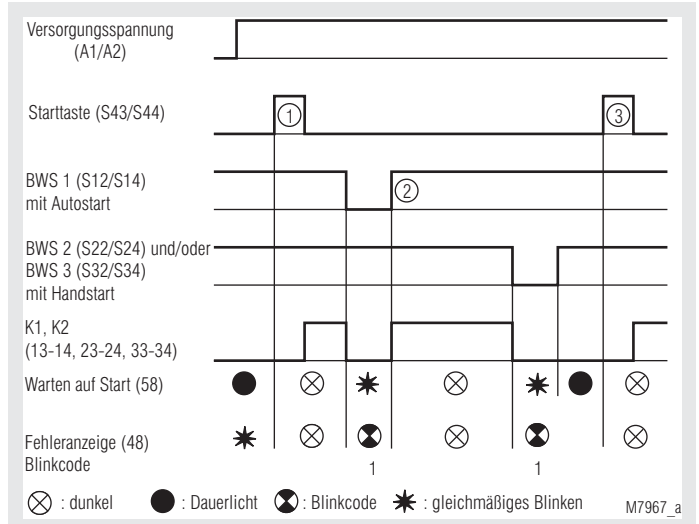 Versorgungsspannung
(A1/A2)
Starttaste (S43/S44)
1
3
BWS 1 (S12/S14)
mit Autostart
2
BWS 2 (S22/S24) und/oder
BWS 3 (S32/S34)
mit Handstart
K1, K2
(13-14, 23-24, 33-34)
Warten auf Start (58)
Fehleranzeige (48)
Blinkcode
1
1
: dunkel : Dauerlicht : Blinkcode : gleichmäßiges Blinken
M7967_a